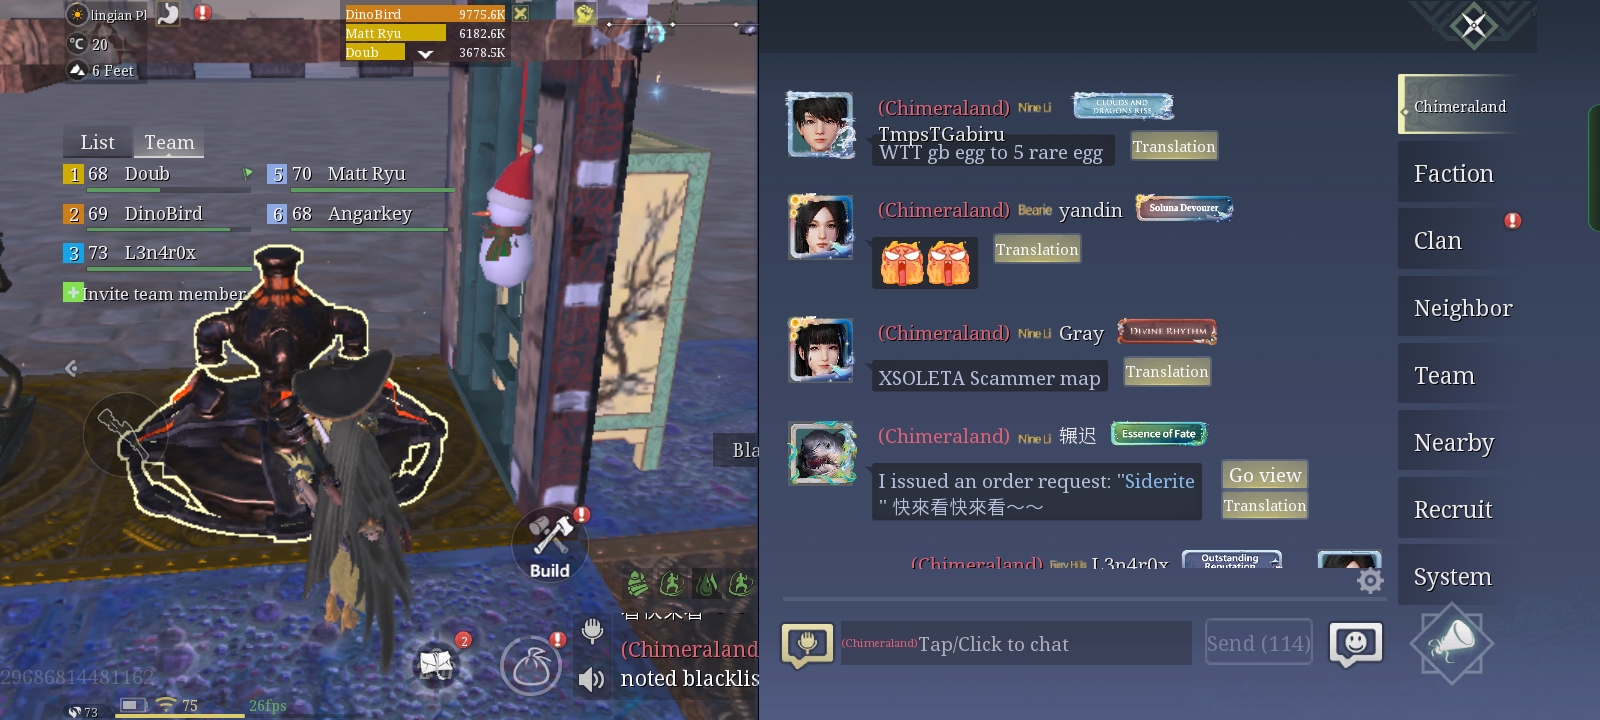 lingian Pl
°C 20
6 Feet
DinoBird 9775.6K
Matt Ryu 6182.6K
Doub 3678.5K
List Team
1 68 Doub
5 70 Matt Ryu
2 69 DinoBird
6 68 Angarkey
3 73 L3n4r0x
Invite team member
Bla
Build
(Chimeraland
noted blacklis
2
29686814481162
73
75
26fps
(Chimeraland) Nine Li CLOUDS AND DRAGONS RISE
TmpsTGabiru
WTT gb egg to 5 rare egg
Translation
(Chimeraland) Bearie yandin Soluna Devourer
Translation
(Chimeraland) Nine Li Gray DIVINE RHYTHM
XSOLETA Scammer map
Translation
(Chimeraland) Nine Li 辗迟 Essence of Fate
I issued an order request: "Siderite
" 快來看快來看～～
Go view
Translation
(Chimeraland) Fiery Hills L3n4r0x Outstanding Reputation
(Chimeraland) Tap/Click to chat
Send (114)
Chimeraland
Faction
Clan
Neighbor
Team
Nearby
Recruit
System